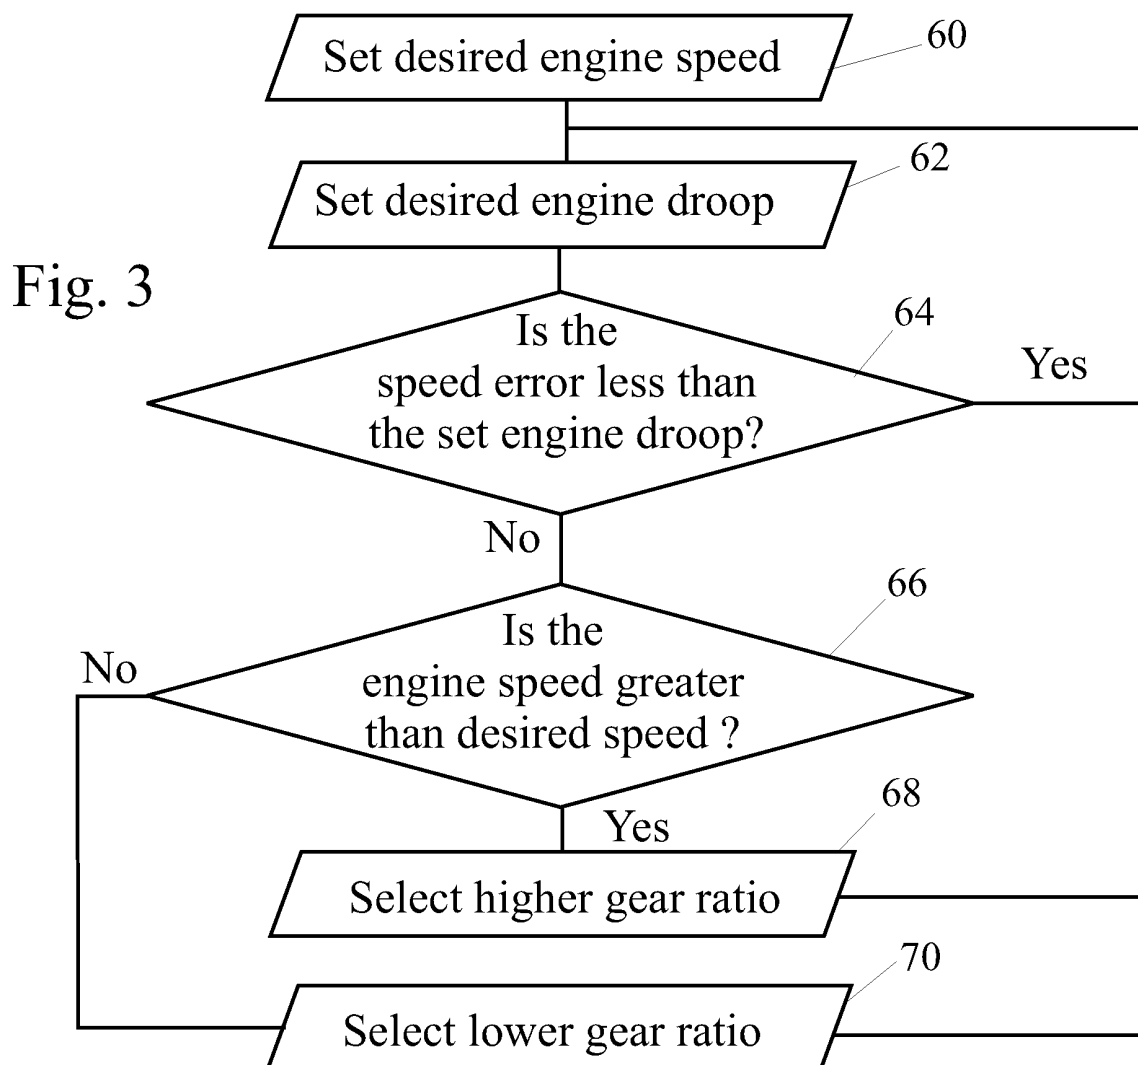 Set desired engine speed
60
Set desired engine droop
62
Fig. 3
Is the
speed error less than
the set engine droop?
64
Yes
No
Is the
engine speed greater
than desired speed ?
66
No
Yes
68
Select higher gear ratio
70
Select lower gear ratio